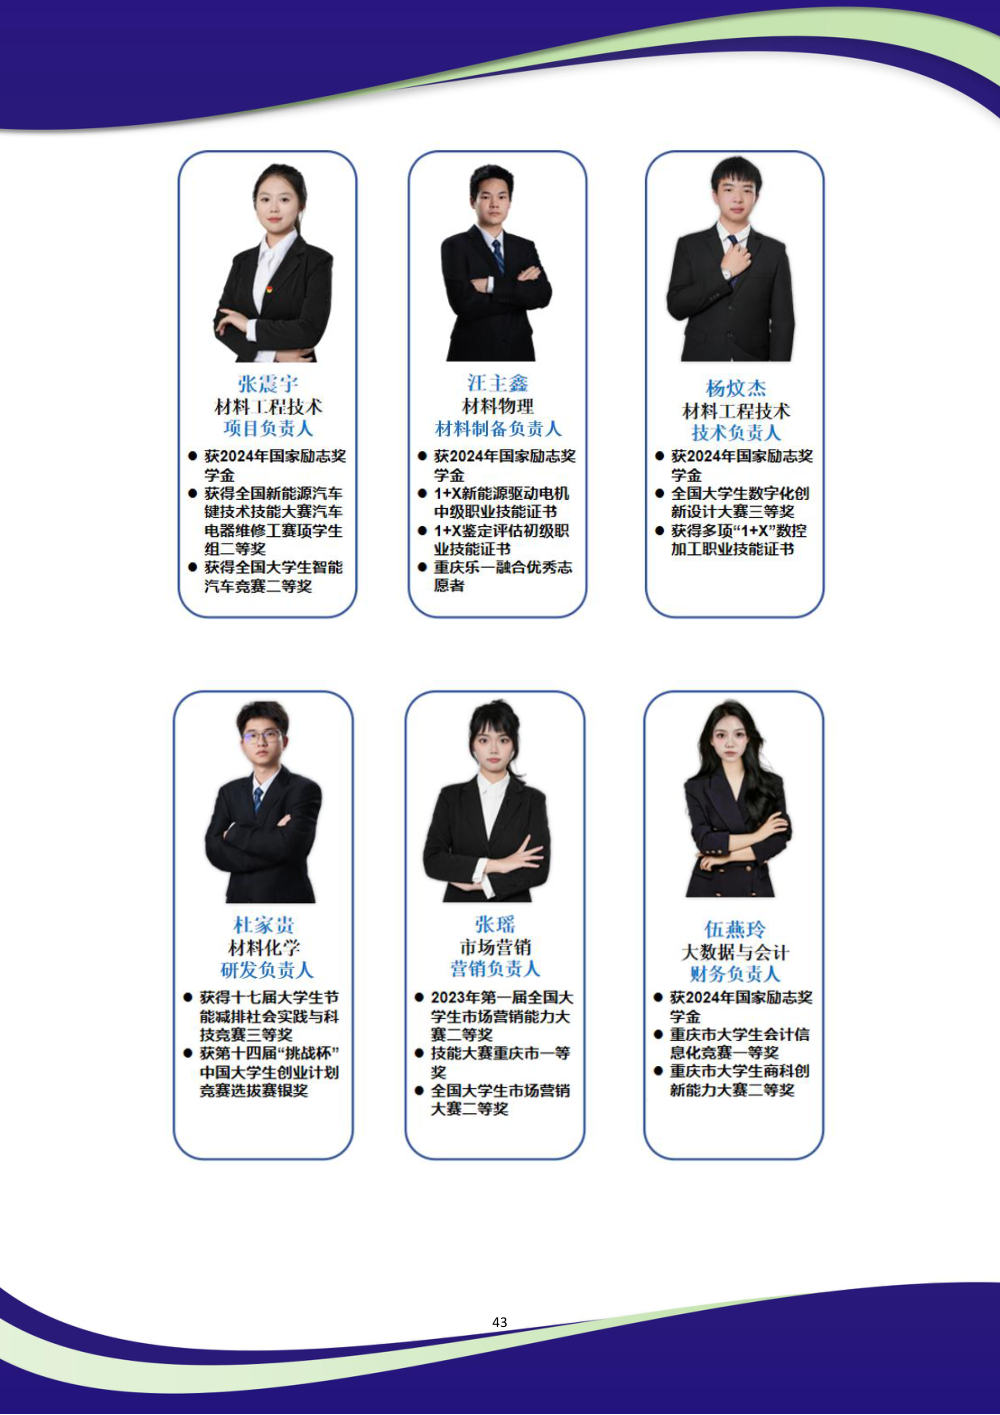 张震宇
材料工程技术
项目负责人
● 获2024年国家励志奖
学金
● 获得全国新能源汽车
键技术技能大赛汽车
电器维修工赛项学生
组二等奖
● 获得全国大学生智能
汽车竞赛二等奖
汪主鑫
材料物理
材料制备负责人
● 获2024年国家励志奖
学金
● 1+X新能源驱动电机
中级职业技能证书
● 1+X鉴定评估初级职
业技能证书
● 重庆乐一融合优秀志
愿者
杨炆杰
材料工程技术
技术负责人
● 获2024年国家励志奖
学金
● 全国大学生数字化创
新设计大赛三等奖
● 获得多项“1+X”数控
加工职业技能证书
杜家贵
材料化学
研发负责人
● 获得十七届大学生节
能减排社会实践与科
技竞赛三等奖
● 获第十四届“挑战杯”
中国大学生创业计划
竞赛选拔赛银奖
张瑶
市场营销
营销负责人
● 2023年第一届全国大
学生市场营销能力大
赛二等奖
● 技能大赛重庆市一等
奖
● 全国大学生市场营销
大赛二等奖
伍燕玲
大数据与会计
财务负责人
● 获2024年国家励志奖
学金
● 重庆市大学生会计信
息化竞赛一等奖
● 重庆市大学生商科创
新能力大赛二等奖
43